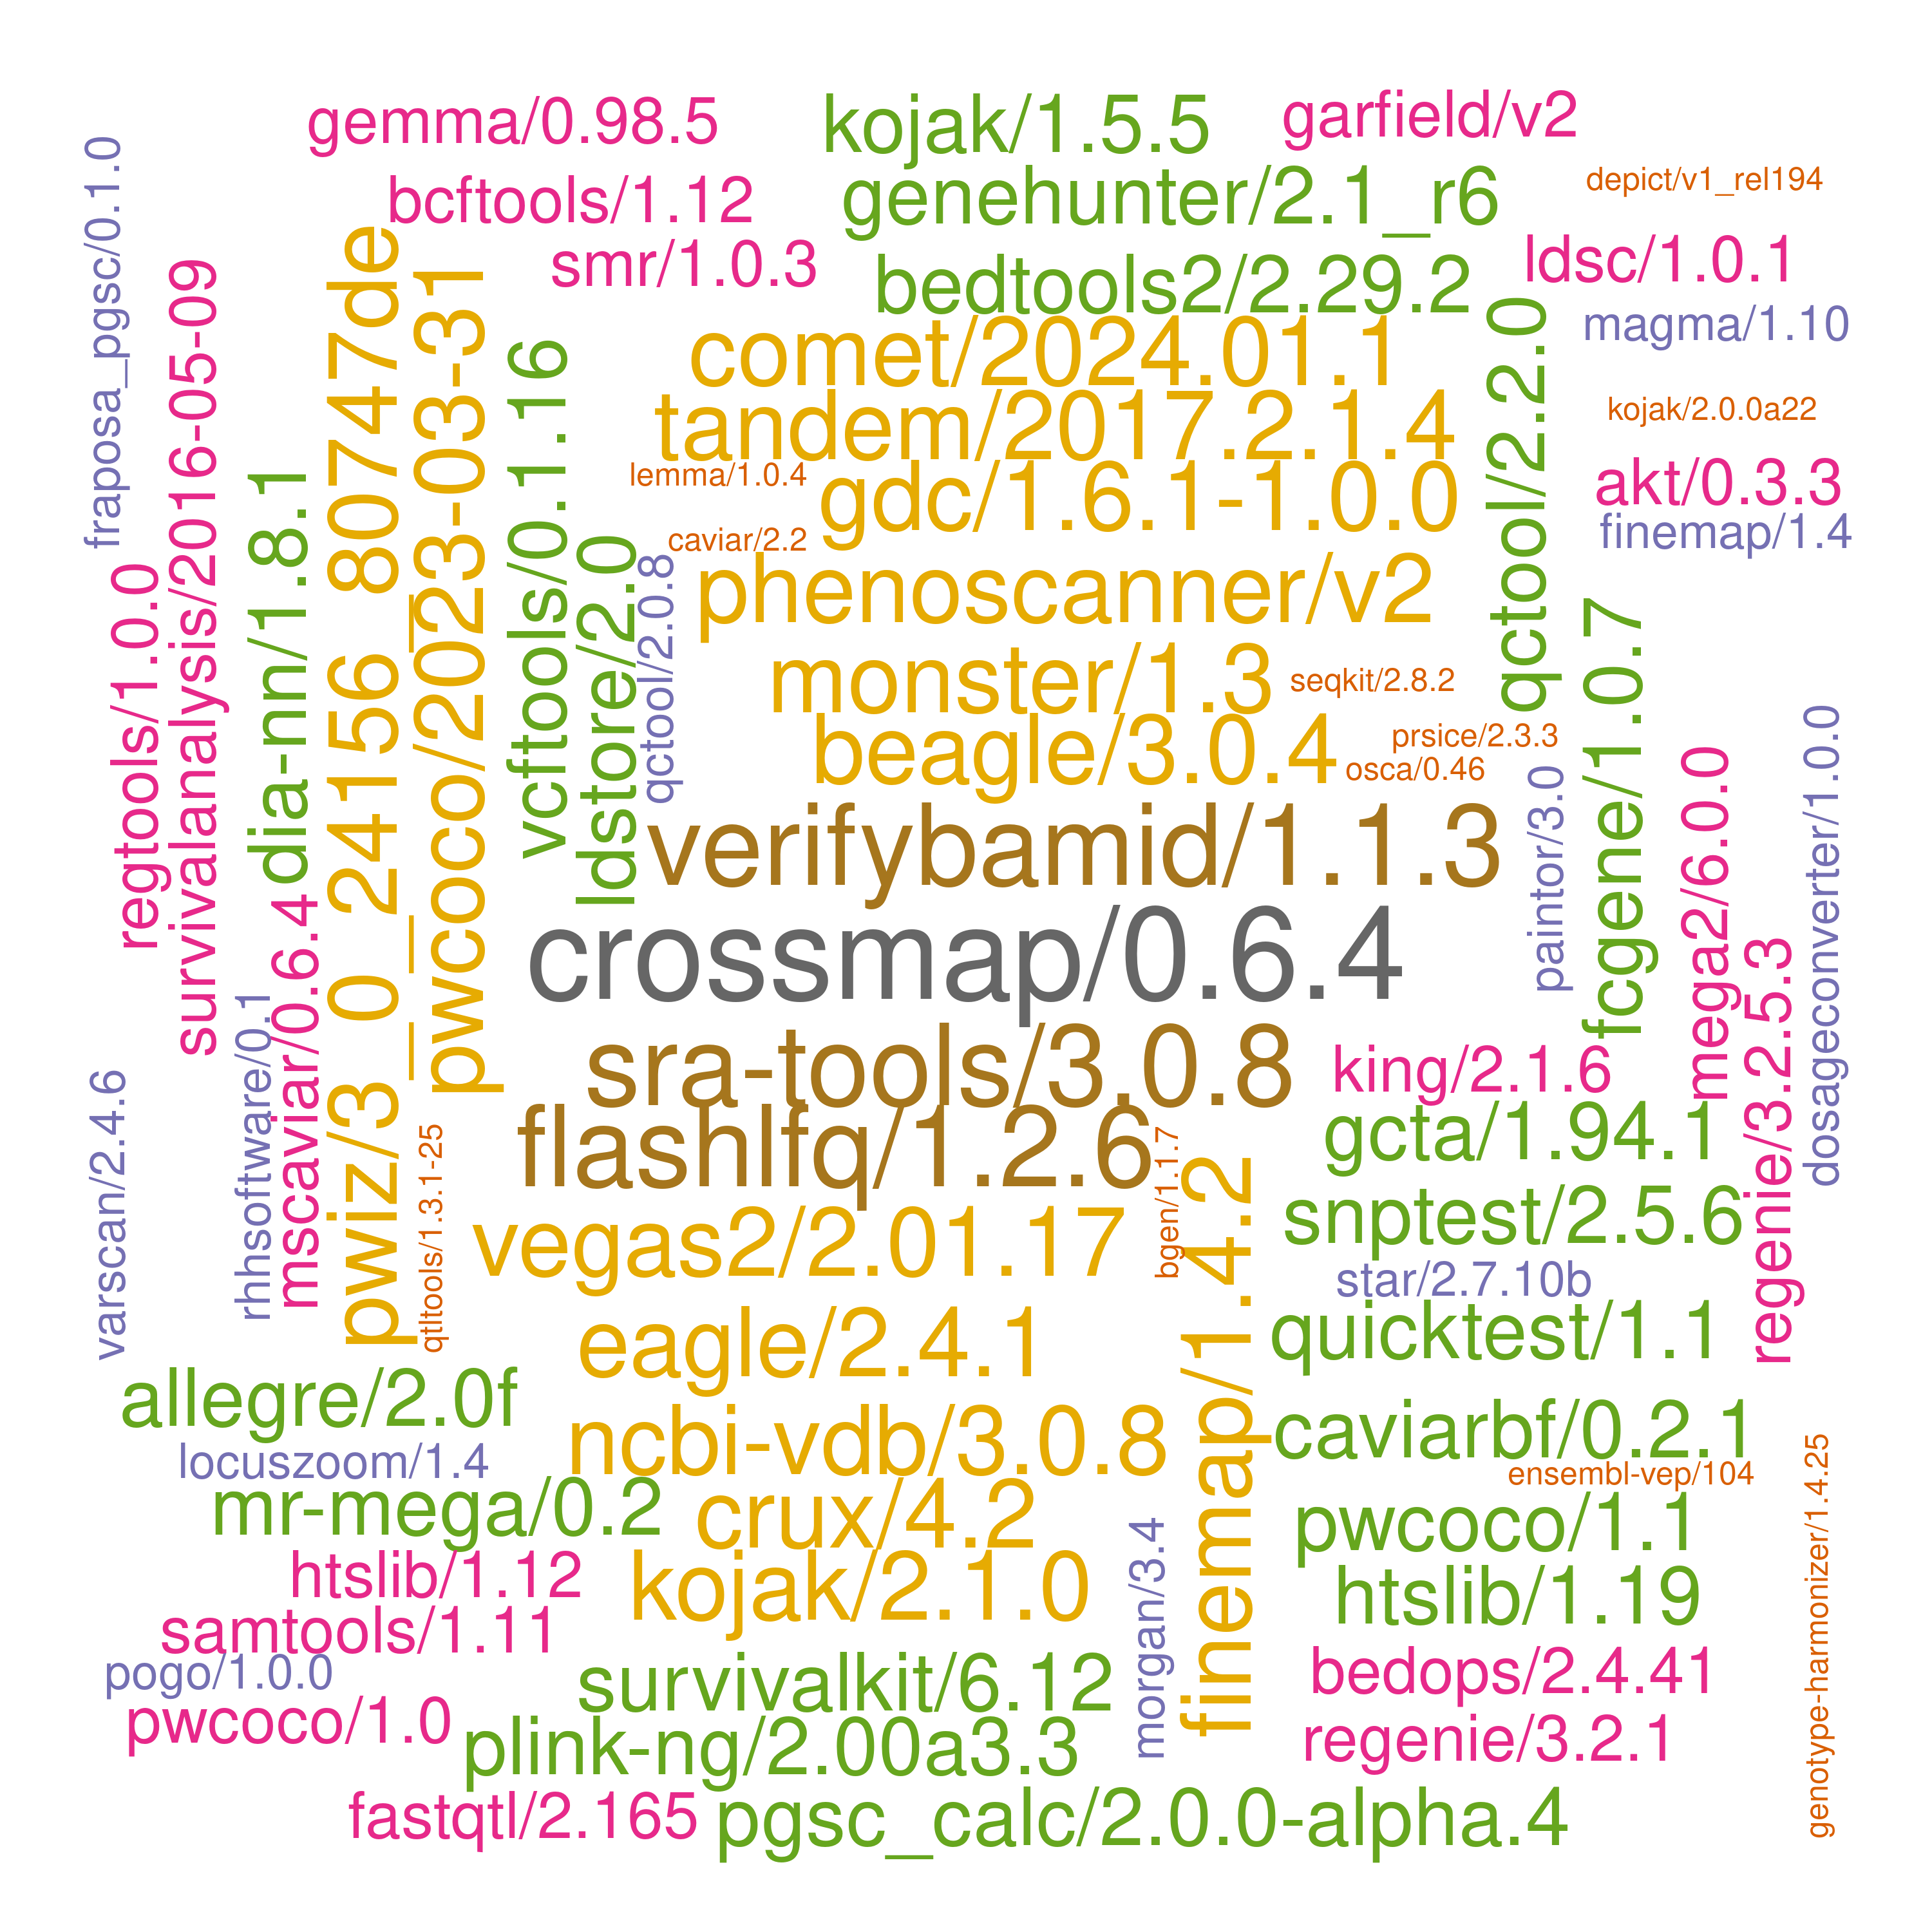 gemma/0.98.5
kojak/1.5.5
garfield/v2
bcftools/1.12
genehunter/2.1_r6
depict/v1_rel194
smr/1.0.3
bedtools2/2.29.2
ldsc/1.0.1
fraposa_pgsc/0.1.0
survivalanalysis/2016-05-09
pwiz/3_0_24156_80747de
pwcoco/2023-03-31
comet/2024.01.1
qctool/2.2.0
magma/1.10
vcftools/0.1.16
tandem/2017.2.1.4
kojak/2.0.0a22
dia-nn/1.8.1
lemma/1.0.4
gdc/1.6.1-1.0.0
akt/0.3.3
finemap/1.4
caviar/2.2
ldstore/2.0
qctool/2.0.8
phenoscanner/v2
regtools/1.0.0
fcgene/1.0.7
monster/1.3
seqkit/2.8.2
beagle/3.0.4
prsice/2.3.3
osca/0.46
dosageconverter/1.0.0
mega2/6.0.0
paintor/3.0
verifybamid/1.1.3
mscaviar/0.6.4
crossmap/0.6.4
regenie/3.2.5.3
rhhsoftware/0.1
sra-tools/3.0.8
king/2.1.6
varscan/2.4.6
flashlfq/1.2.6
gcta/1.94.1
qtltools/1.3.1-25
bgen/1.1.7
finemap/1.4.2
vegas2/2.01.17
snptest/2.5.6
star/2.7.10b
eagle/2.4.1
quicktest/1.1
allegre/2.0f
ncbi-vdb/3.0.8
caviarbf/0.2.1
locuszoom/1.4
ensembl-vep/104
genotype-harmonizer/1.4.25
mr-mega/0.2
crux/4.2
pwcoco/1.1
morgan/3.4
htslib/1.12
kojak/2.1.0
htslib/1.19
samtools/1.11
pogo/1.0.0
survivalkit/6.12
bedops/2.4.41
pwcoco/1.0
plink-ng/2.00a3.3
regenie/3.2.1
fastqtl/2.165
pgsc_calc/2.0.0-alpha.4